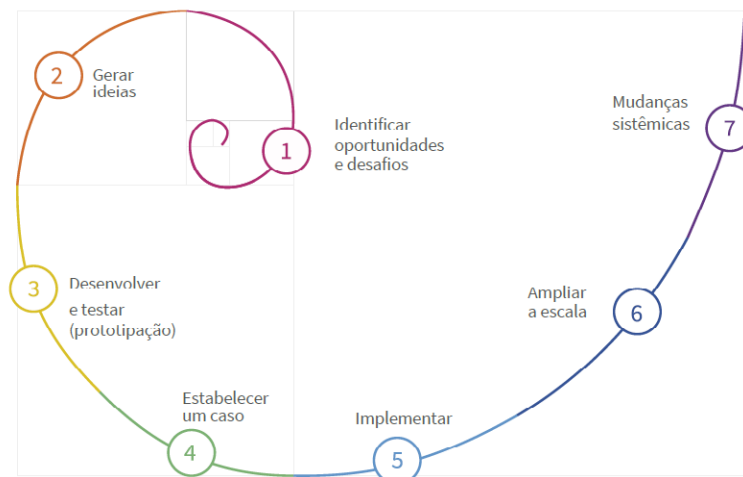 1
Identificar
oportunidades
e desafios
2
Gerar
ideias
3
Desenvolver
e testar
(prototipação)
4
Estabelecer
um caso
5
Implementar
6
Ampliar
a escala
7
Mudanças
sistêmicas